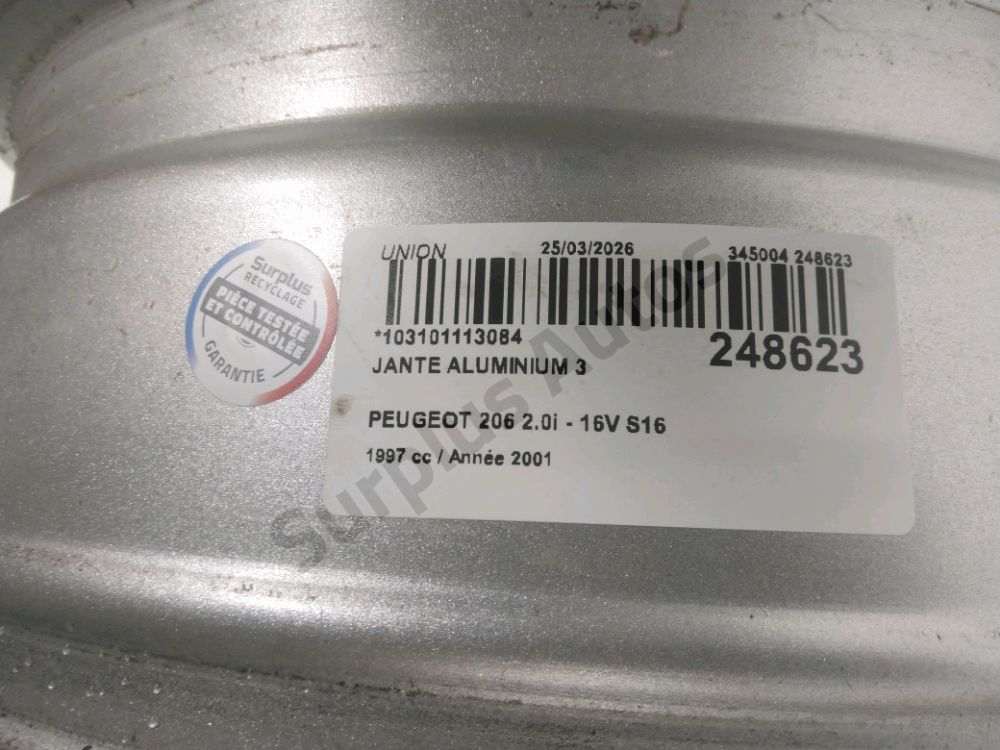 UNION 25/03/2026 345004 248623
*103101113084 248623
JANTE ALUMINIUM 3
PEUGEOT 206 2.0i - 16V S16
1997 cc / Année 2001
Surplus
RECYCLAGE
PIÈCE TESTÉE
ET CONTRÔLÉE
GARANTIE
Surplus Autos